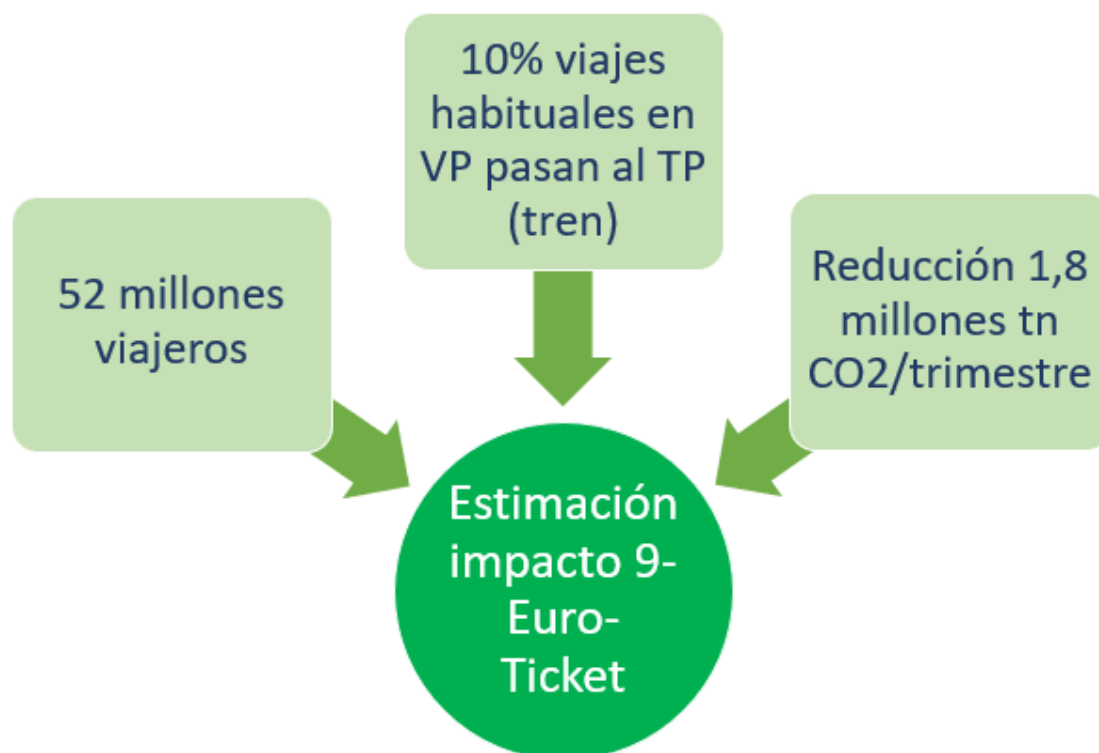 10% viajes
habituales en
VP pasan al TP
(tren)
52 millones
viajeros
Reducción 1,8
millones tn
CO2/trimestre
Estimación
impacto 9-
Euro-
Ticket